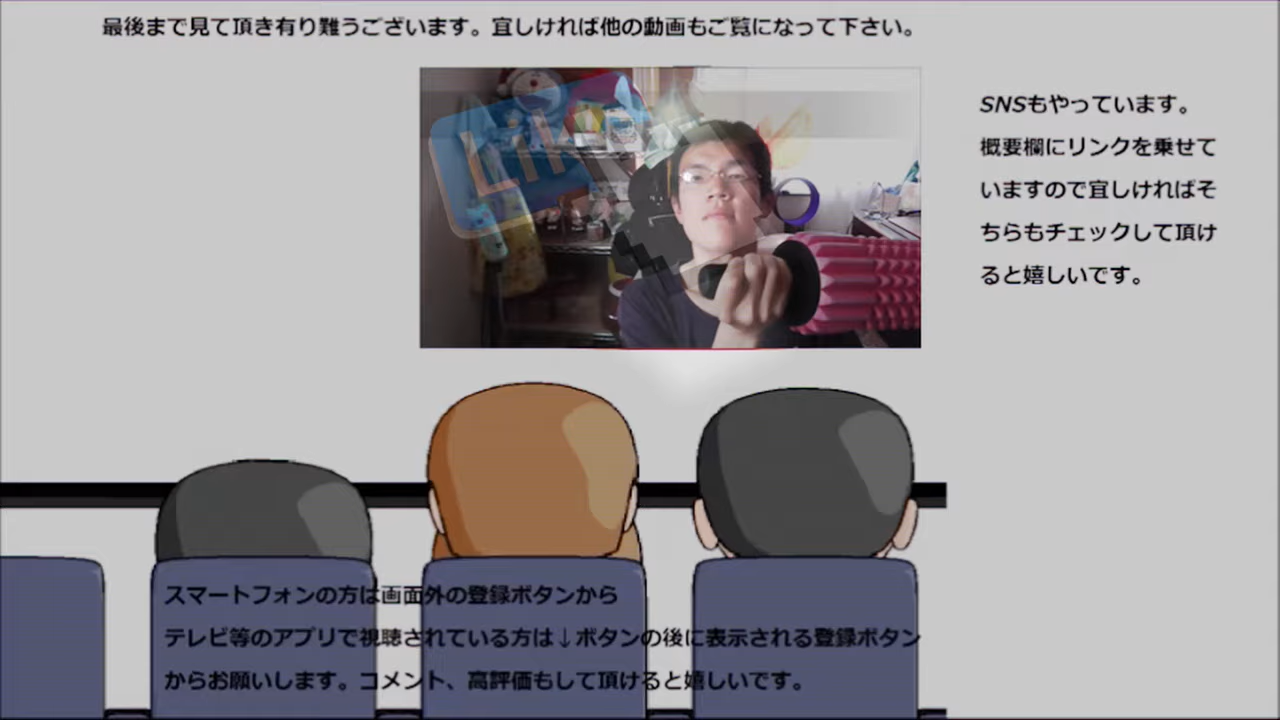 最後まで見て頂き有り難うございます。宜しければ他の動画もご覧になって下さい。
SNSもやっています。
概要欄にリンクを乗せて
いますので宜しければそ
ちらもチェックして頂け
ると嬉しいです。
スマートフォンの方は画面外の登録ボタンから
テレビ等のアプリで視聴されている方は↓ボタンの後に表示される登録ボタン
からお願いします。コメント、高評価もして頂けると嬉しいです。